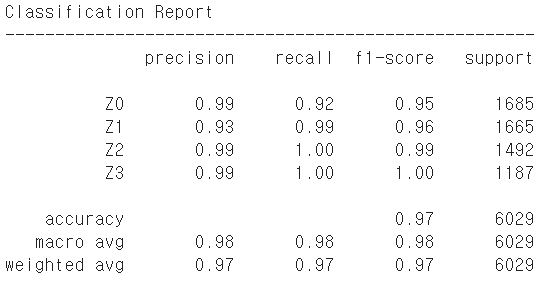 Classification Report
-----------------------------------------------------
precision recall f1-score support
Z0 0.99 0.92 0.95 1685
Z1 0.93 0.99 0.96 1665
Z2 0.99 1.00 0.99 1492
Z3 0.99 1.00 1.00 1187
accuracy 0.97 6029
macro avg 0.98 0.98 0.98 6029
weighted avg 0.97 0.97 0.97 6029